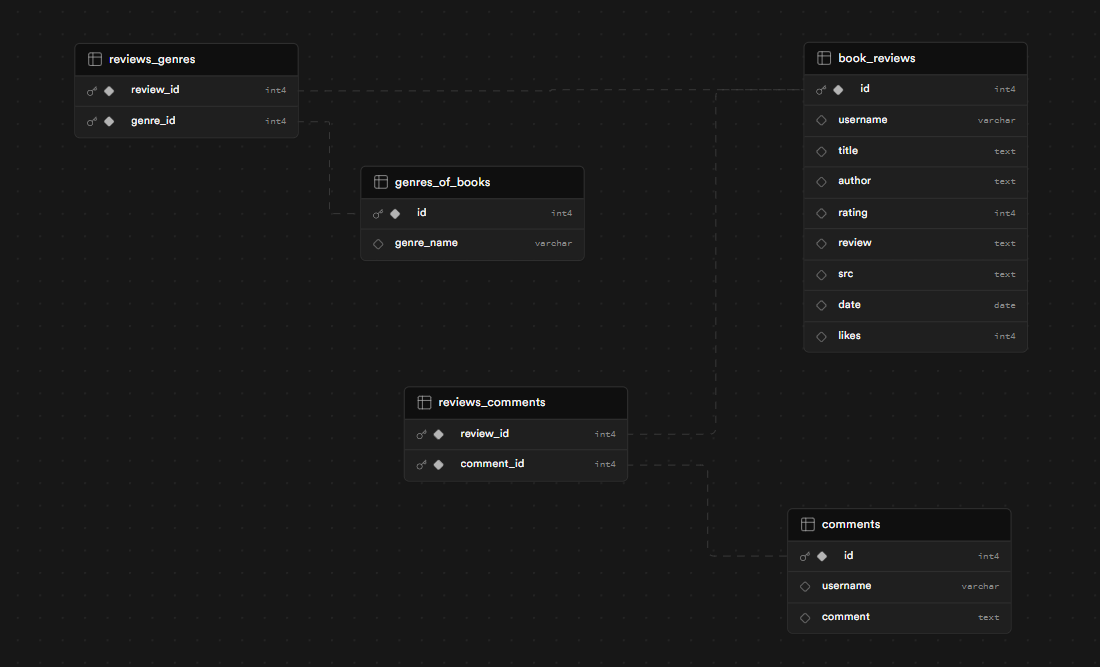 reviews_genres
review_id int4
genre_id int4
book_reviews
id int4
username varchar
title text
author text
rating int4
review text
src text
date date
likes int4
genres_of_books
id int4
genre_name varchar
reviews_comments
review_id int4
comment_id int4
comments
id int4
username varchar
comment text